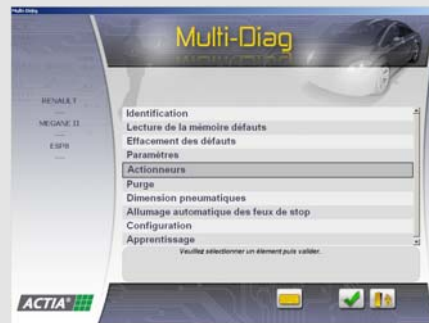 Multi-Diag
Multi-Diag
RENAULT
MEGANE II
ESP8
Identification
Lecture de la mémoire défauts
Effacement des défauts
Paramètres
Actionneurs
Purge
Dimension pneumatiques
Allumage automatique des feux de stop
Configuration
Apprentissage
Veuillez sélectionner un élement puis valider.
ACTIA®